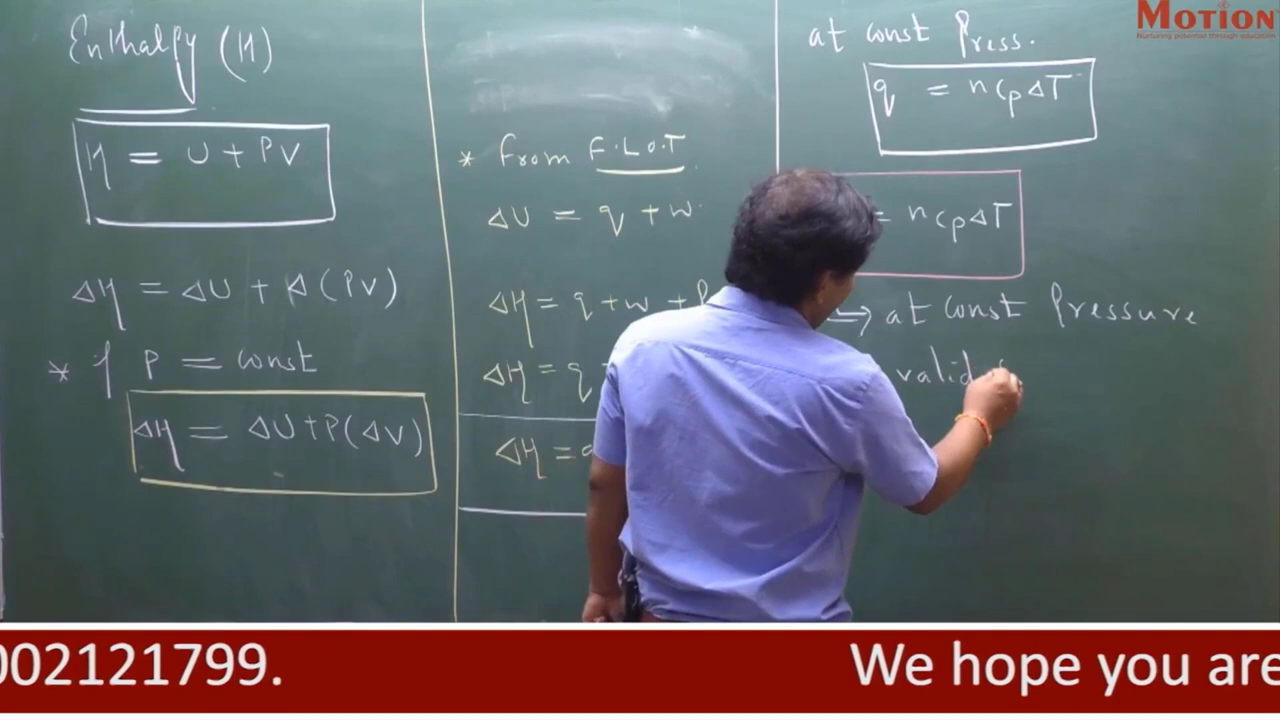 Enthalpy (H)
H = U + PV
ΔH = ΔU + Δ(PV)
* if P = const
ΔH = ΔU + P(ΔV)
* from F.L.O.T
ΔU = q + w
ΔH = q + w +
ΔH = q
ΔH =
at const Press.
q = nCpΔT
= nCpΔT
⇒ at const Pressure
valid
MOTION
Nurturing potential through education
002121799. We hope you are